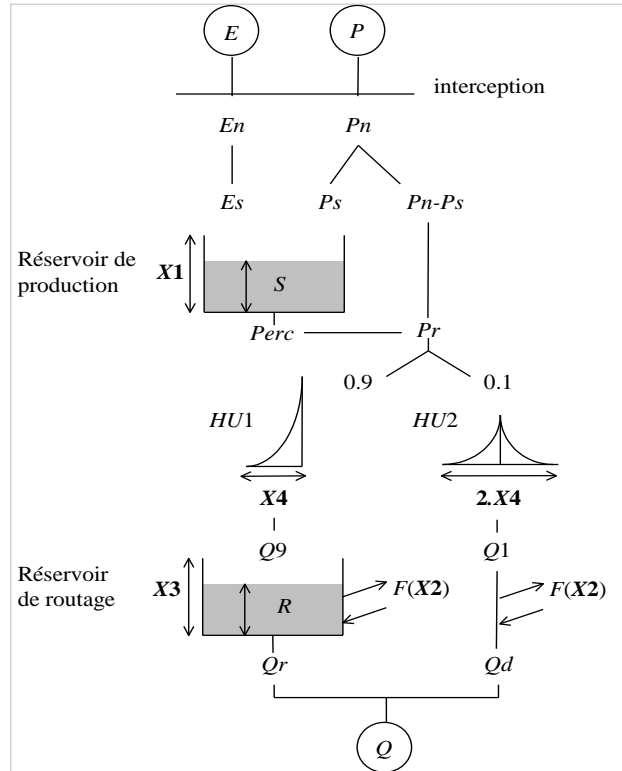 E P
interception
En Pn
Es Ps Pn-Ps
Réservoir de
production
X1
S
Perc Pr
0.9 0.1
HU1 HU2
X4 2.X4
Q9 Q1
Réservoir
de routage
X3
R
F(X2) F(X2)
Qr Qd
Q